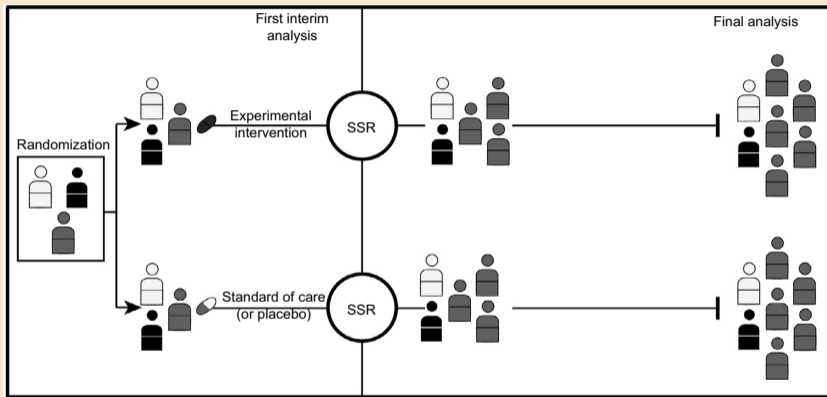 First interim
analysis
Final analysis
Randomization
Experimental
intervention
SSR
Standard of care
(or placebo)
SSR